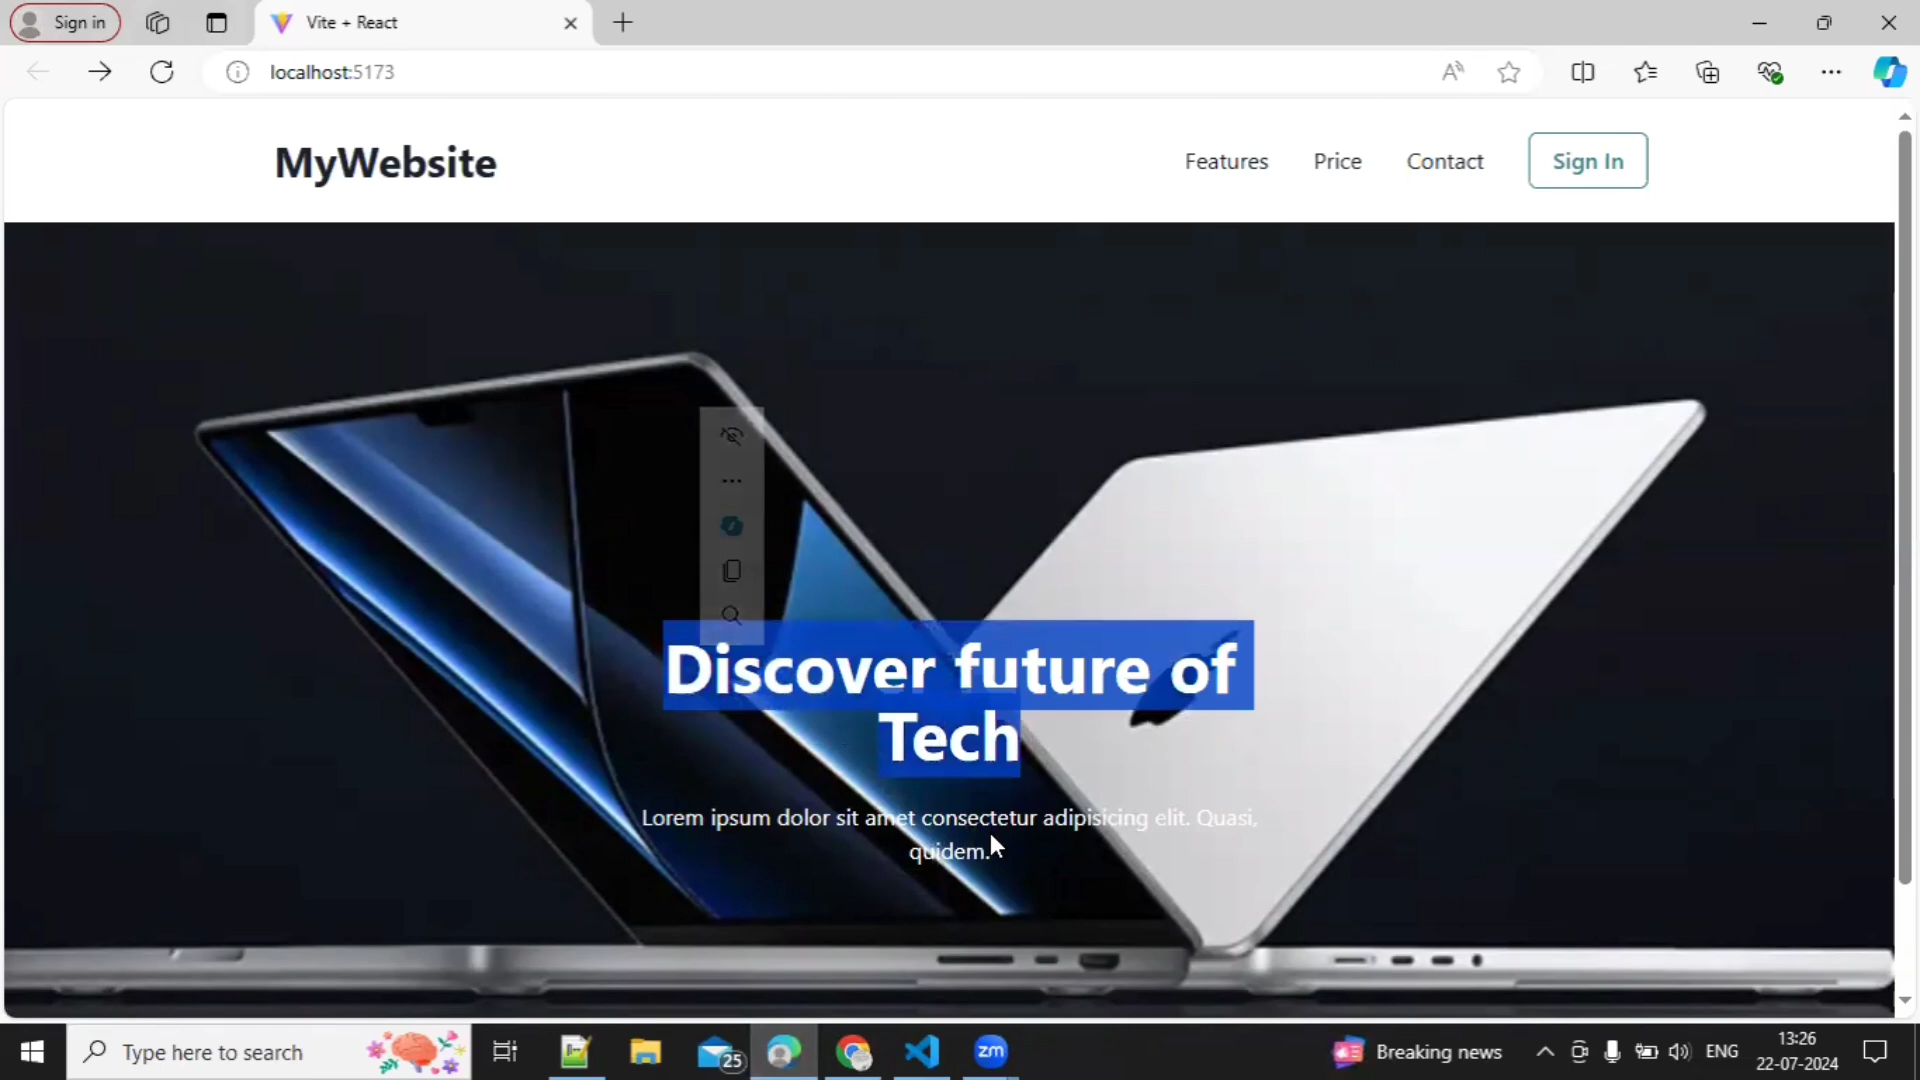 Sign in
Vite + React
localhost:5173
MyWebsite
Features
Price
Contact
Sign In
Discover future of
Tech
Lorem ipsum dolor sit amet consectetur adipisicing elit. Quasi,
quidem.
Type here to search
25
zm
Breaking news
ENG
13:26
22-07-2024